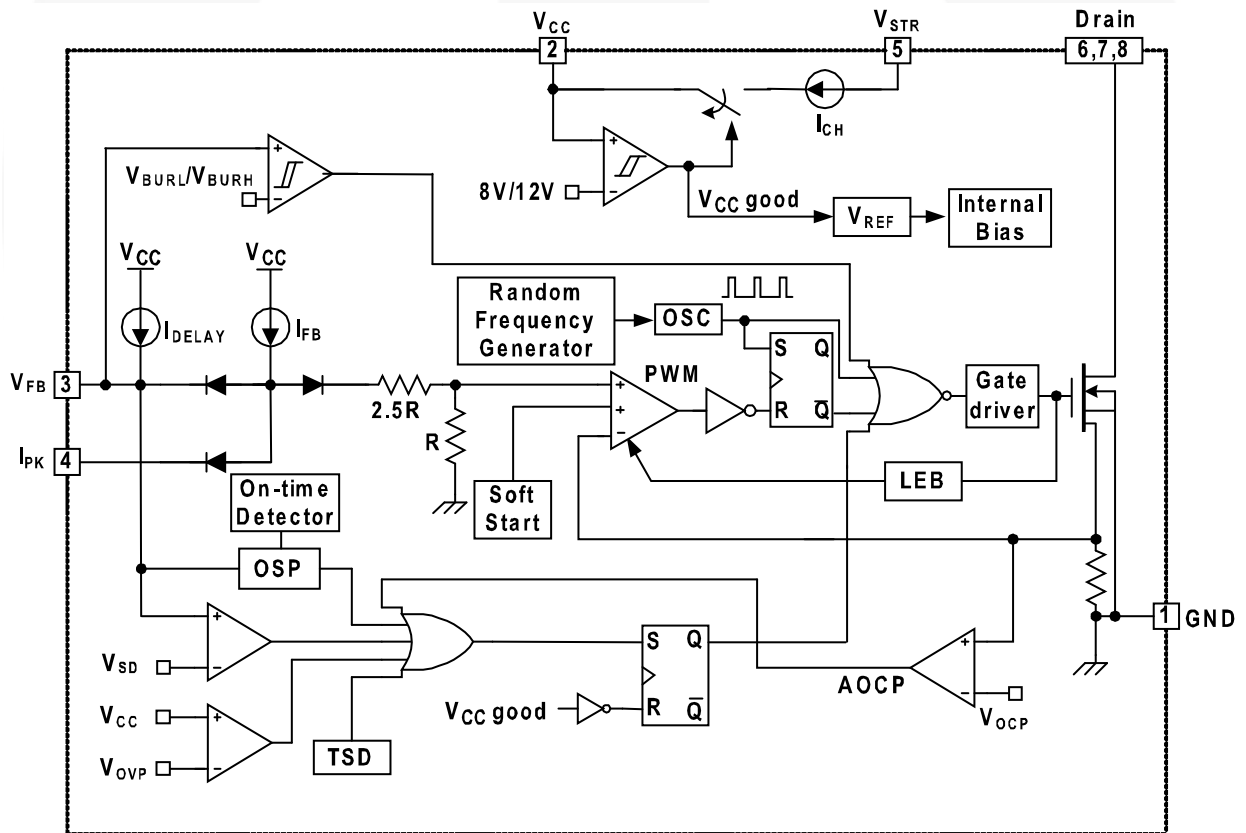 VCC
VSTR
Drain
2
5
6,7,8
ICH
+
-
8V/12V
VCC good
VREF
Internal
Bias
VBURL/VBURH
+
-
VCC
VCC
IDELAY
IFB
Random
Frequency
Generator
OSC
S Q
R Q̅
PWM
+
+
-
Gate
driver
VFB 3
2.5R
R
IPK 4
LEB
On-time
Detector
Soft
Start
OSP
+
-
VSD
S Q
R Q̅
VCC good
AOCP
+
-
VOCP
1 GND
VCC
+
-
VOVP
TSD